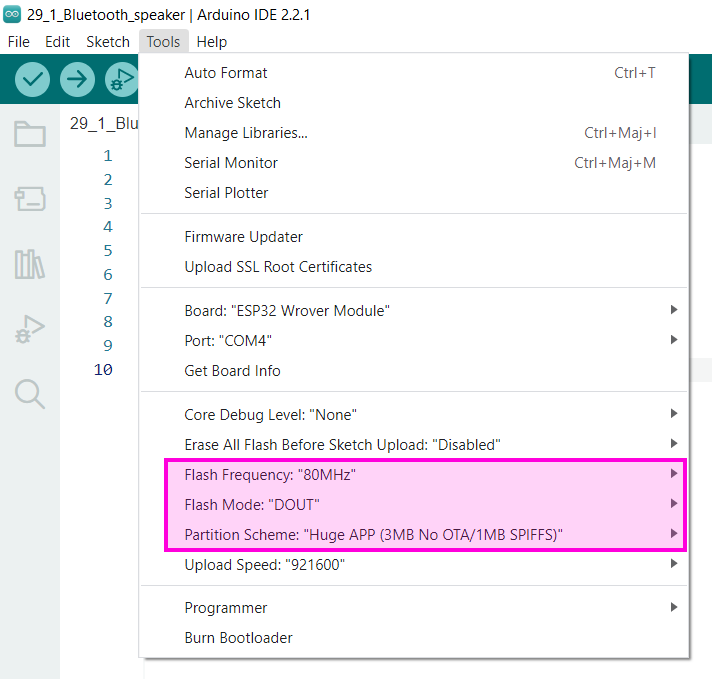 29_1_Bluetooth_speaker | Arduino IDE 2.2.1
File Edit Sketch Tools Help
Auto Format Ctrl+T
Archive Sketch
29_1_Blu
Manage Libraries... Ctrl+Maj+I
1
Serial Monitor Ctrl+Maj+M
2
Serial Plotter
3
4
Firmware Updater
5
Upload SSL Root Certificates
6
7
Board: "ESP32 Wrover Module"
8
Port: "COM4"
9
Get Board Info
10
Core Debug Level: "None"
Erase All Flash Before Sketch Upload: "Disabled"
Flash Frequency: "80MHz"
Flash Mode: "DOUT"
Partition Scheme: "Huge APP (3MB No OTA/1MB SPIFFS)"
Upload Speed: "921600"
Programmer
Burn Bootloader